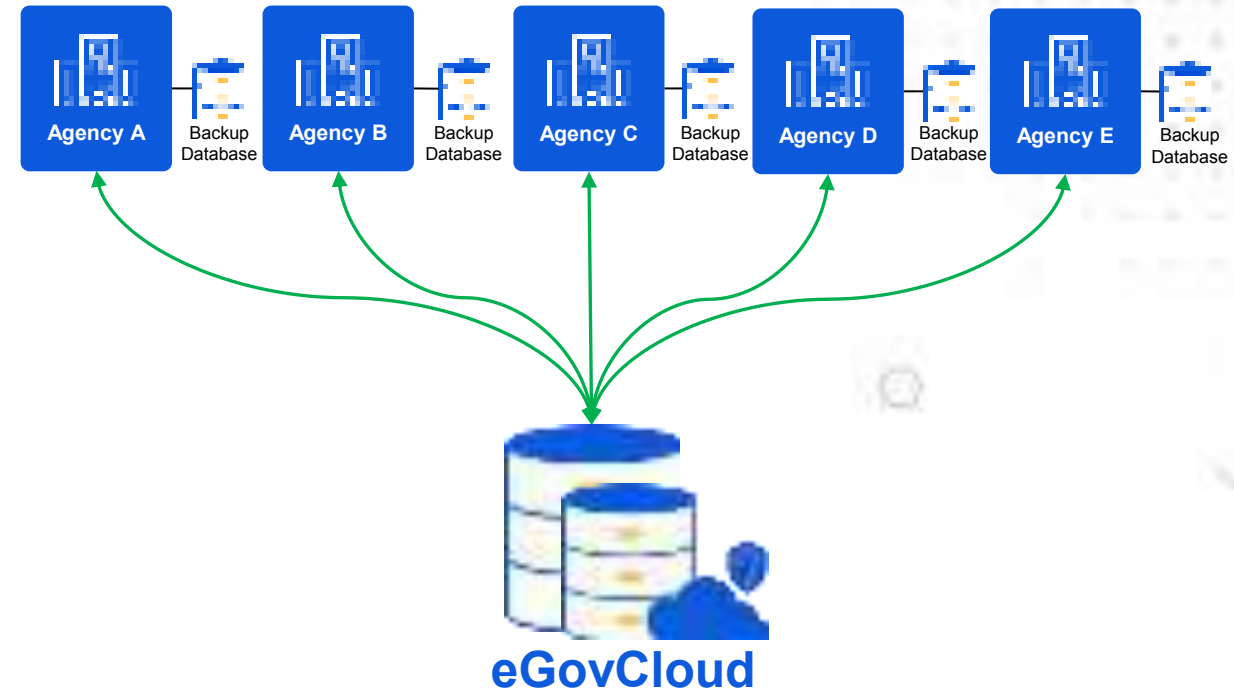 Agency A
Backup
Database
Agency B
Backup
Database
Agency C
Backup
Database
Agency D
Backup
Database
Agency E
Backup
Database
eGovCloud